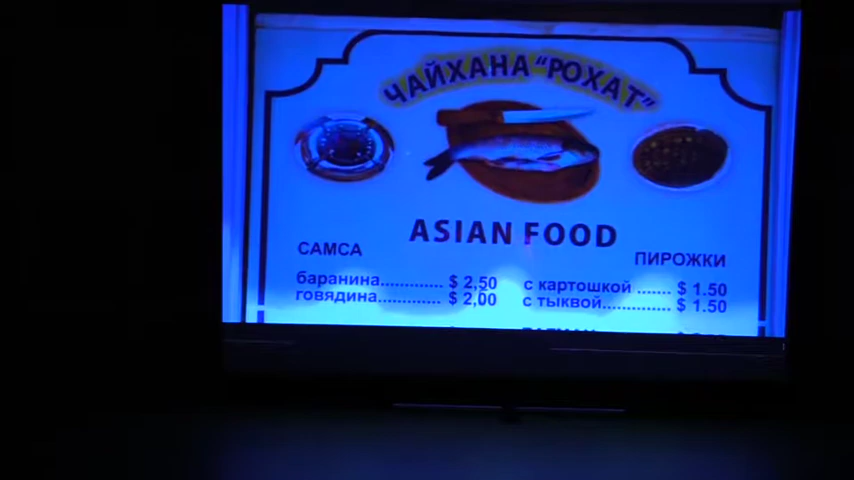 ЧАЙХАНА "РОХАТ"
ASIAN FOOD
САМСА
баранина............... $ 2,50
говядина............... $ 2,00
ПИРОЖКИ
с картошкой ....... $ 1.50
с тыквой............... $ 1.50